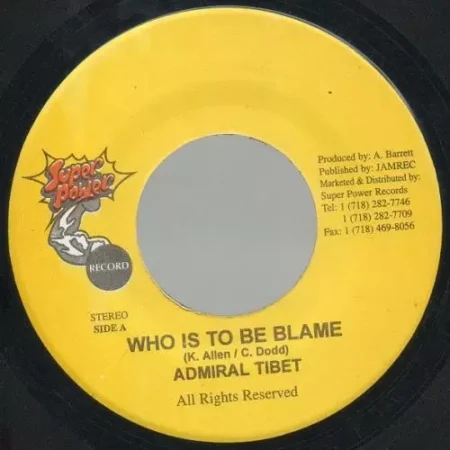 Super
Power
RECORD
STEREO
SIDE A
Produced by: A. Barrett
Published by: JAMREC
Marketed & Distributed by:
Super Power Records
Tel: 1 (718) 282-7746
1 (718) 282-7709
Fax: 1 (718) 469-8056
WHO IS TO BE BLAME
(K. Allen / C. Dodd)
ADMIRAL TIBET
All Rights Reserved